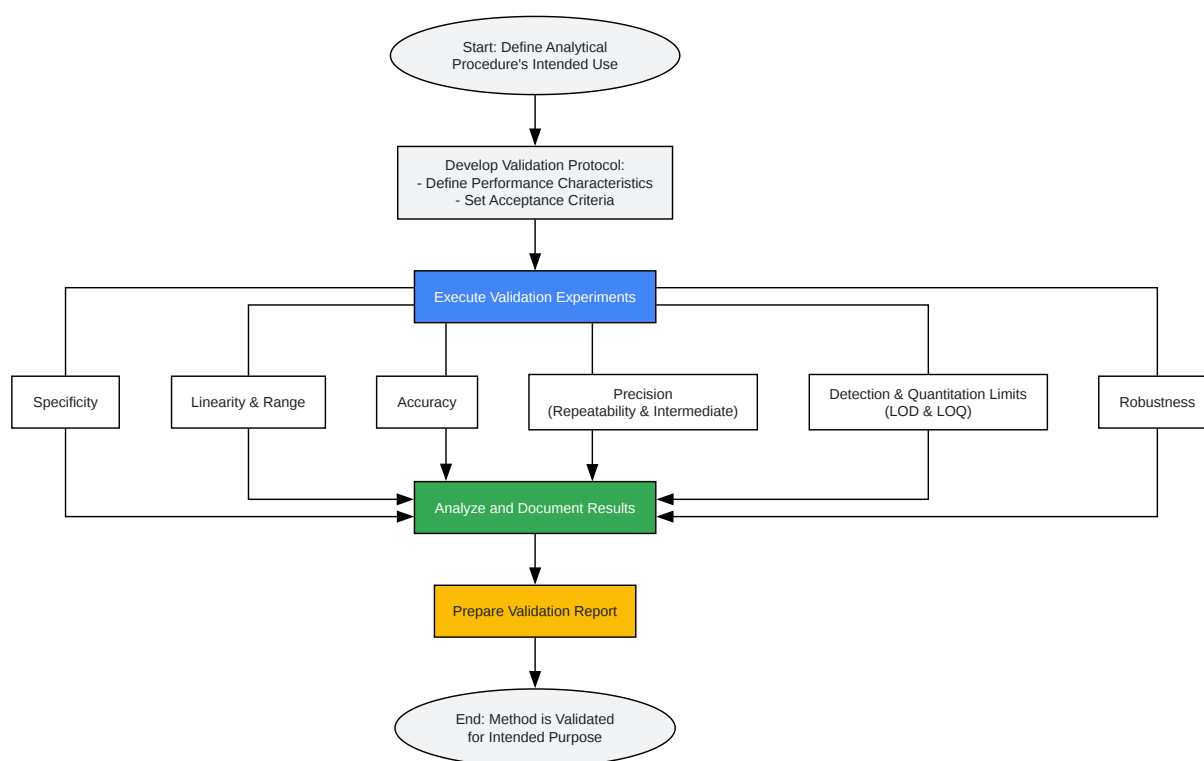 Start: Define Analytical
Procedure's Intended Use
Develop Validation Protocol:
- Define Performance Characteristics
- Set Acceptance Criteria
Execute Validation Experiments
Specificity
Linearity & Range
Accuracy
Precision
(Repeatability & Intermediate)
Detection & Quantitation Limits
(LOD & LOQ)
Robustness
Analyze and Document Results
Prepare Validation Report
End: Method is Validated
for Intended Purpose